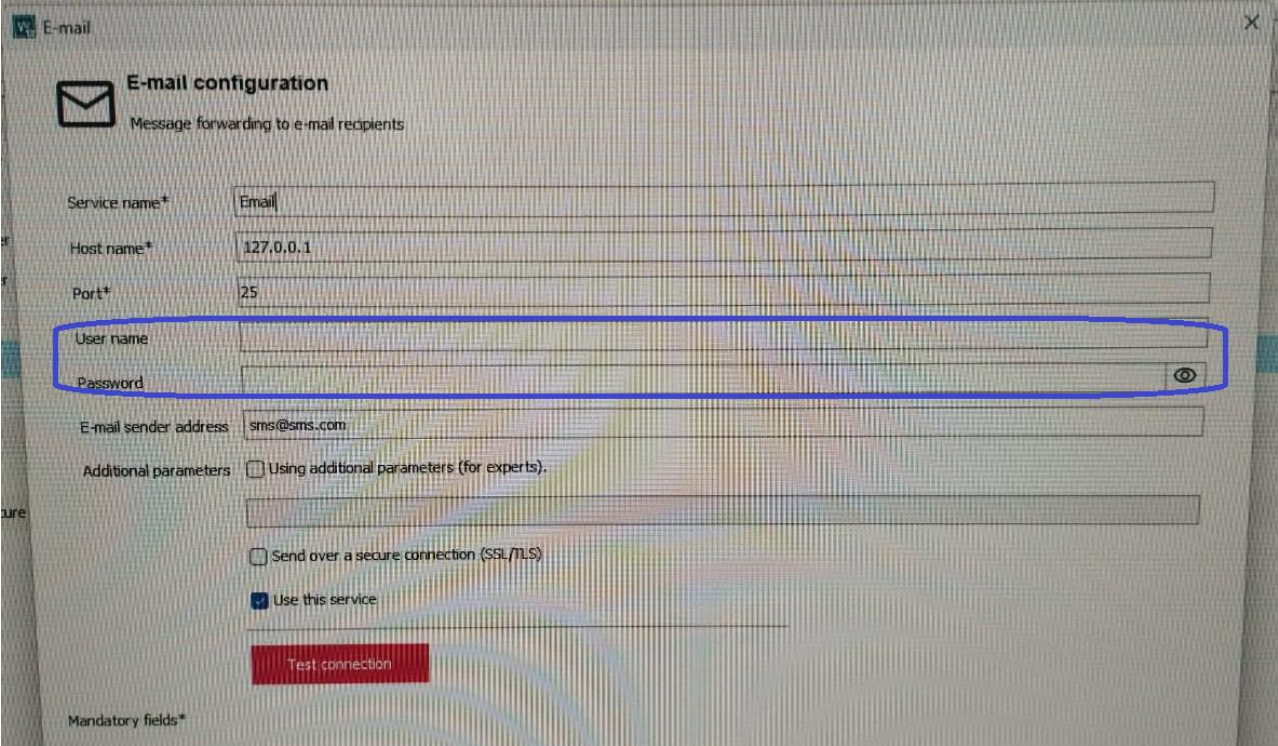 E-mail
E-mail configuration
Message forwarding to e-mail recipients
Service name* Email
Host name* 127.0.0.1
Port* 25
User name
Password
E-mail sender address sms@sms.com
Additional parameters Using additional parameters (for experts).
Send over a secure connection (SSL/TLS)
Use this service
Test connection
Mandatory fields*